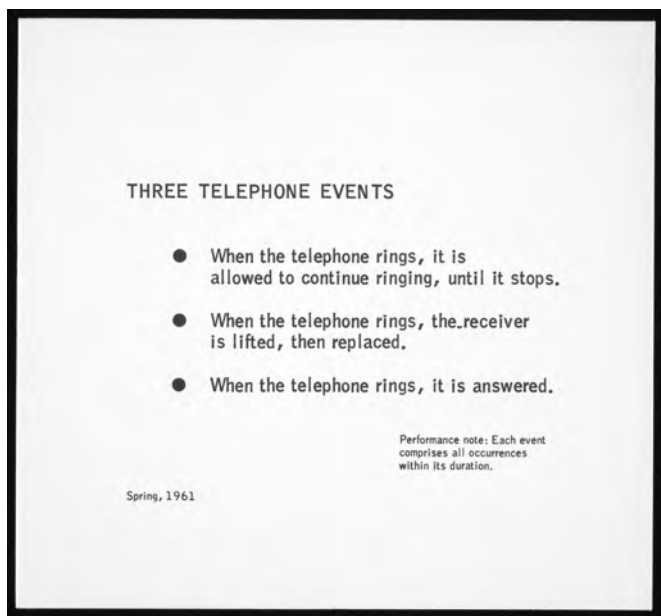 THREE TELEPHONE EVENTS
● When the telephone rings, it is
allowed to continue ringing, until it stops.
● When the telephone rings, the receiver
is lifted, then replaced.
● When the telephone rings, it is answered.
Performance note: Each event
comprises all occurrences
within its duration.
Spring, 1961